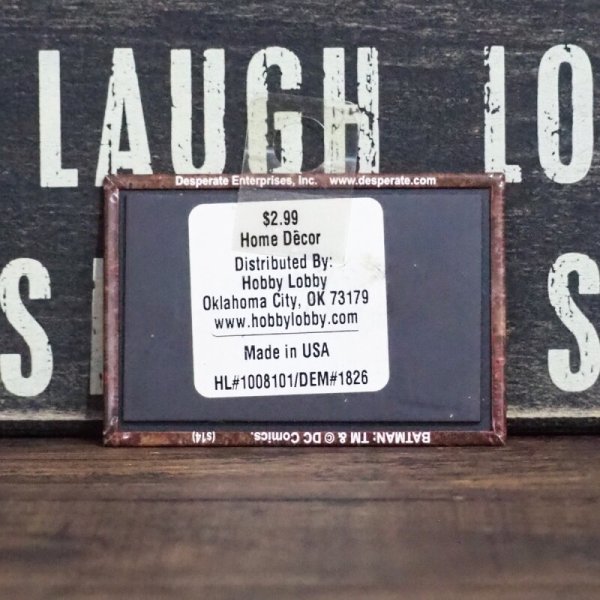 LAUGH LO
Desperate Enterprises, Inc. www.desperate.com
$2.99
Home Dēcor
Distributed By:
Hobby Lobby
Oklahoma City, OK 73179
www.hobbylobby.com
Made in USA
HL#1008101/DEM#1826
S
S
BATMAN: TM & © DC Comics. (s14)